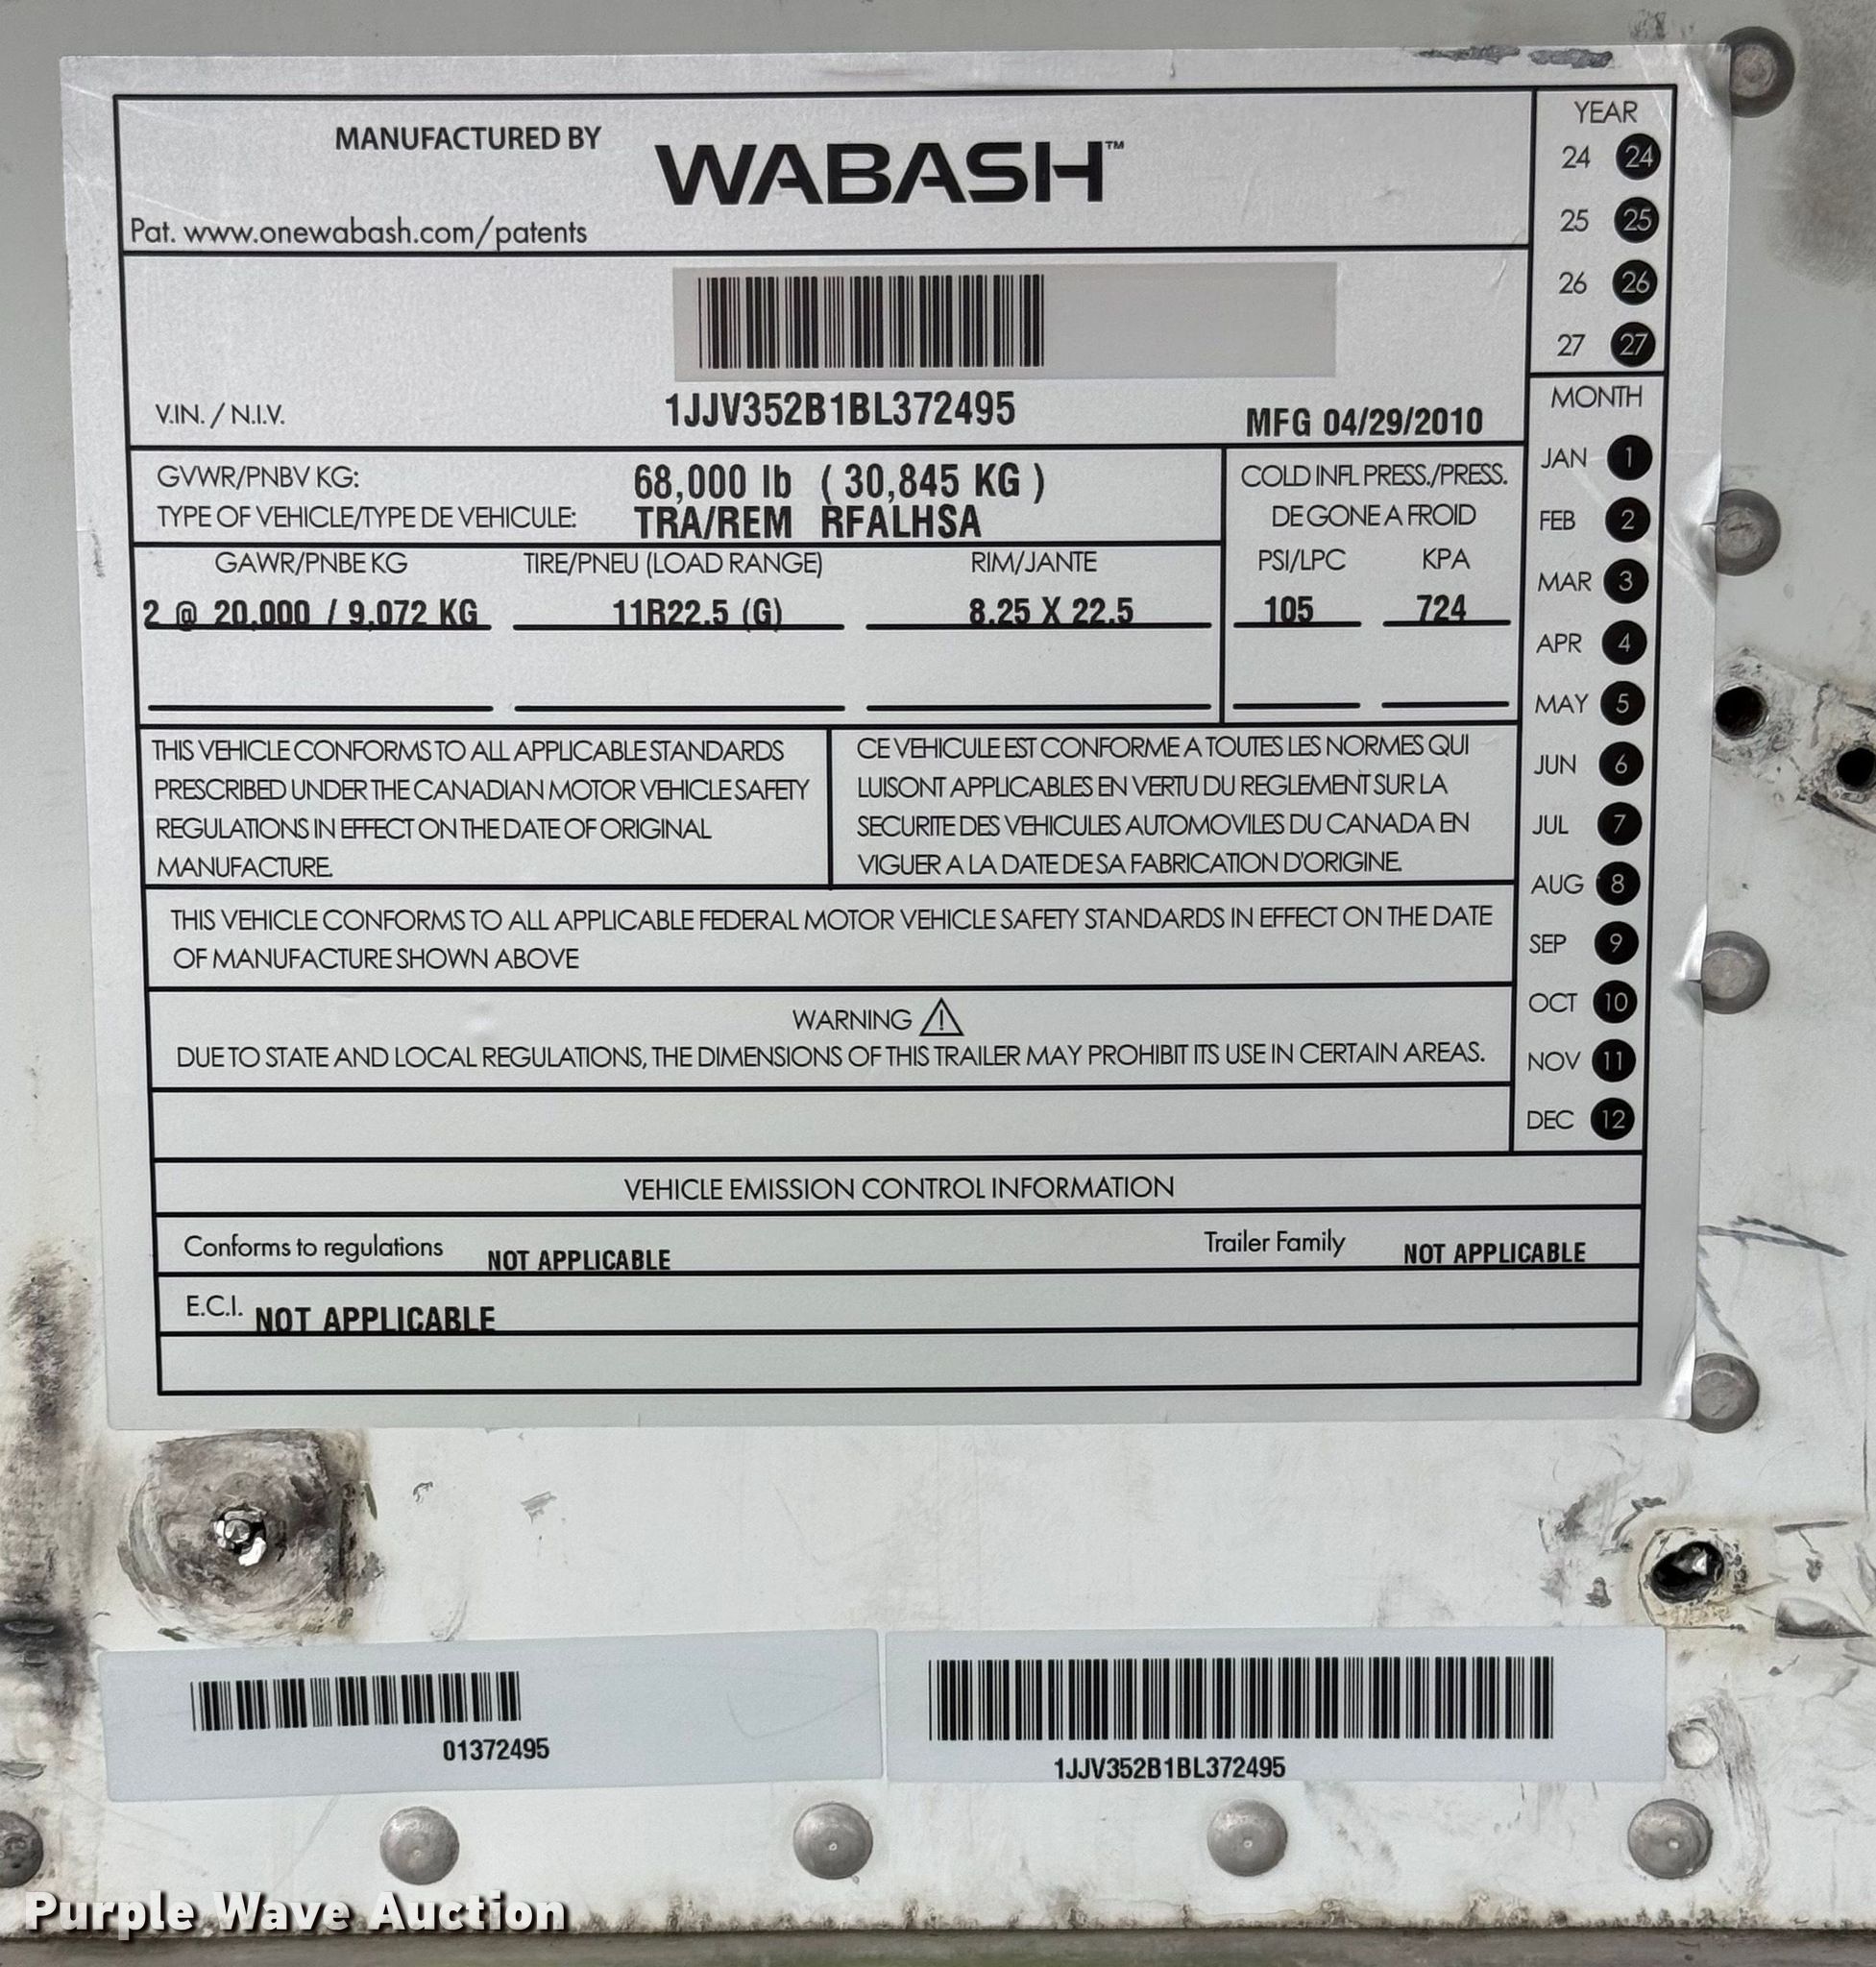 MANUFACTURED BY WABASH™
Pat. www.onewabash.com/patents
V.IN. / N.I.V. 1JJV352B1BL372495 MFG 04/29/2010
GVWR/PNBV KG: 68,000 lb ( 30,845 KG )
TYPE OF VEHICLE/TYPE DE VEHICULE: TRA/REM RFALHSA
COLD INFL PRESS./PRESS.
DE GONE A FROID
GAWR/PNBE KG TIRE/PNEU (LOAD RANGE) RIM/JANTE PSI/LPC KPA
2 @ 20,000 / 9,072 KG 11R22.5 (G) 8.25 X 22.5 105 724
THIS VEHICLE CONFORMS TO ALL APPLICABLE STANDARDS
PRESCRIBED UNDER THE CANADIAN MOTOR VEHICLE SAFETY
REGULATIONS IN EFFECT ON THE DATE OF ORIGINAL
MANUFACTURE.
CE VEHICULE EST CONFORME A TOUTES LES NORMES QUI
LUISONT APPLICABLES EN VERTU DU REGLEMENT SUR LA
SECURITE DES VEHICULES AUTOMOVILES DU CANADA EN
VIGUER A LA DATE DE SA FABRICATION D'ORIGINE.
THIS VEHICLE CONFORMS TO ALL APPLICABLE FEDERAL MOTOR VEHICLE SAFETY STANDARDS IN EFFECT ON THE DATE
OF MANUFACTURE SHOWN ABOVE
WARNING
DUE TO STATE AND LOCAL REGULATIONS, THE DIMENSIONS OF THIS TRAILER MAY PROHIBIT ITS USE IN CERTAIN AREAS.
YEAR
24 24
25 25
26 26
27 27
MONTH
JAN 1
FEB 2
MAR 3
APR 4
MAY 5
JUN 6
JUL 7
AUG 8
SEP 9
OCT 10
NOV 11
DEC 12
VEHICLE EMISSION CONTROL INFORMATION
Conforms to regulations NOT APPLICABLE Trailer Family NOT APPLICABLE
E.C.I. NOT APPLICABLE
01372495
1JJV352B1BL372495
Purple Wave Auction